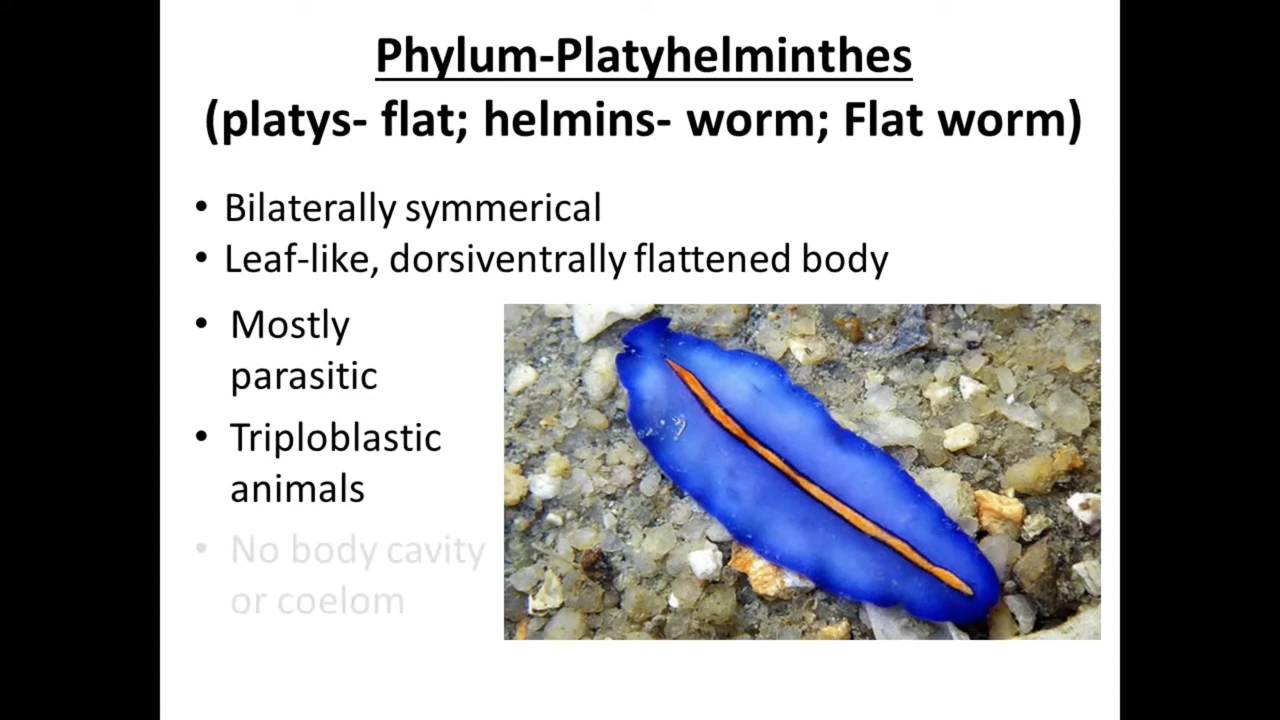 Phylum-Platyhelminthes
(platys- flat; helmins- worm; Flat worm)
• Bilaterally symmerical
• Leaf-like, dorsiventrally flattened body
• Mostly
parasitic
• Triploblastic
animals
• No body cavity
or coelom